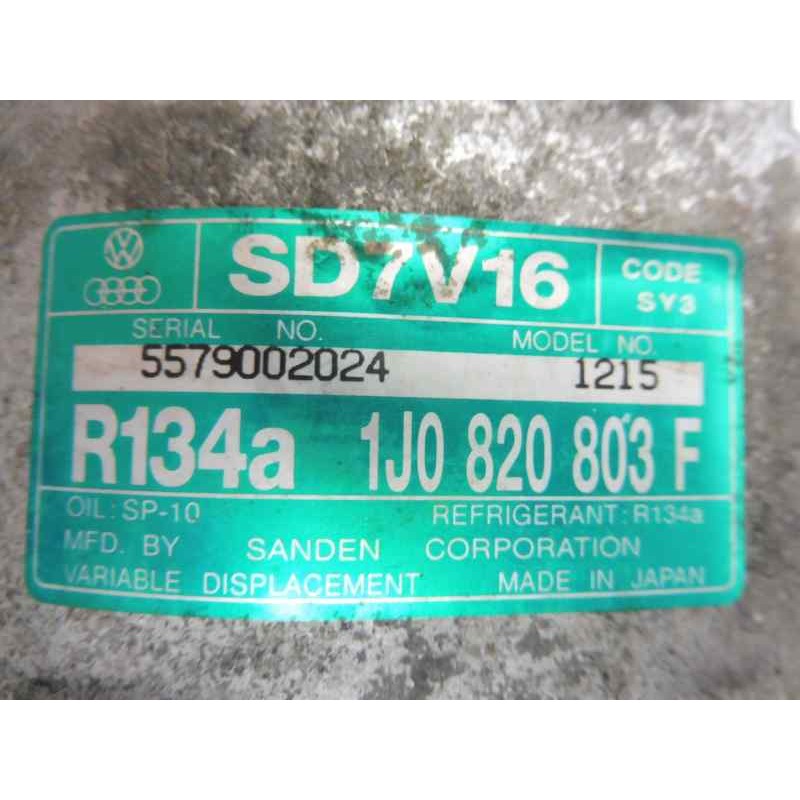 SD7V16 CODE
SY3
SERIAL NO. MODEL NO.
5579002024 1215
R134a 1J0 820 803 F
OIL: SP-10 REFRIGERANT: R134a
MFD. BY SANDEN CORPORATION
VARIABLE DISPLACEMENT MADE IN JAPAN